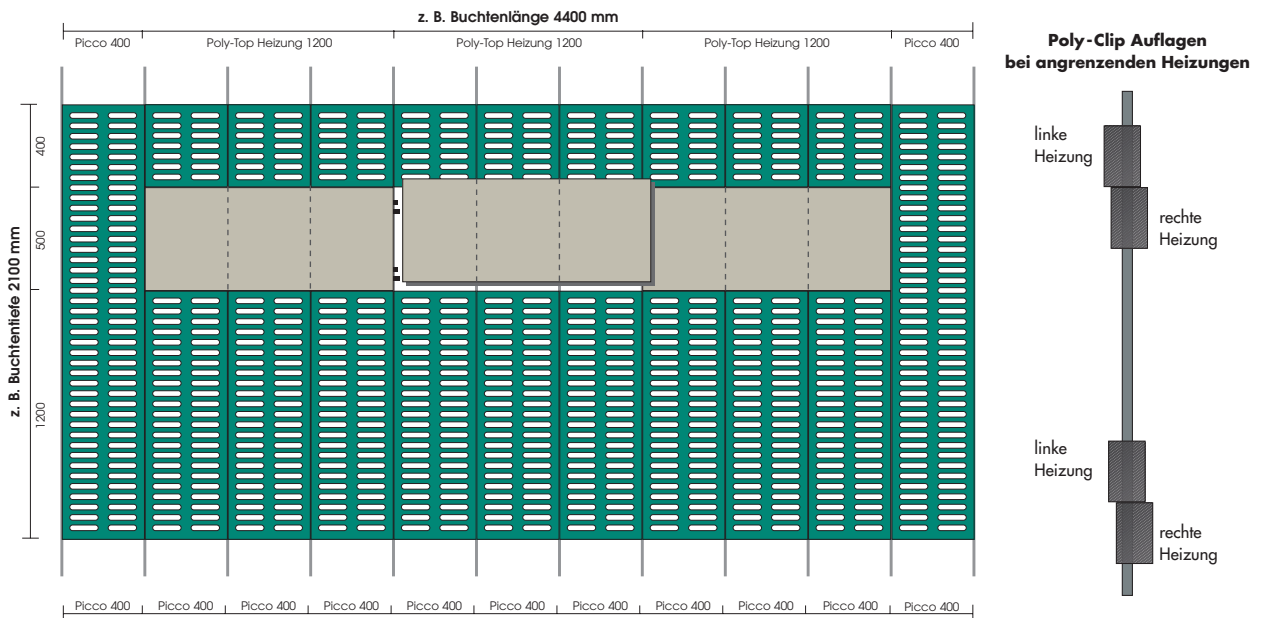 z. B. Buchtenlänge 4400 mm
Picco 400 Poly-Top Heizung 1200 Poly-Top Heizung 1200 Poly-Top Heizung 1200 Picco 400
Poly-Clip Auflagen
bei angrenzenden Heizungen
z. B. Buchtentiefe 2100 mm
400
500
1200
linke
Heizung
rechte
Heizung
linke
Heizung
rechte
Heizung
Picco 400 Picco 400 Picco 400 Picco 400 Picco 400 Picco 400 Picco 400 Picco 400 Picco 400 Picco 400 Picco 400